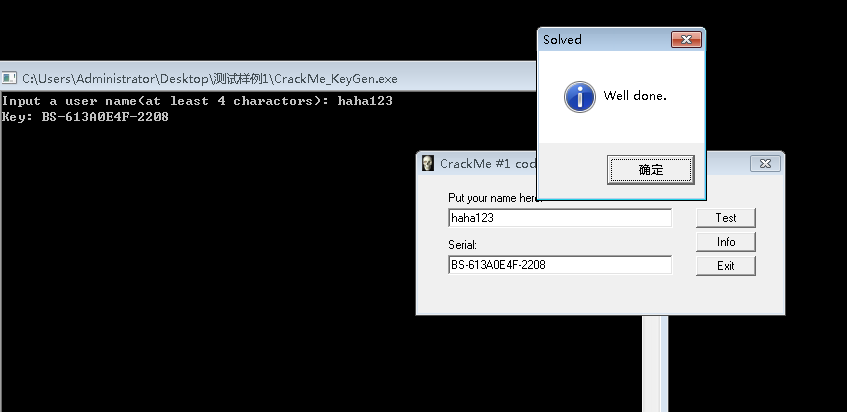 Solved
Well done.
确定
C:\Users\Administrator\Desktop\测试样例1\CrackMe_KeyGen.exe
Input a user name(at least 4 charactors): haha123
Key: BS-613A0E4F-2208
CrackMe #1 cod
Put your name here:
haha123
Test
Info
Serial:
BS-613A0E4F-2208
Exit